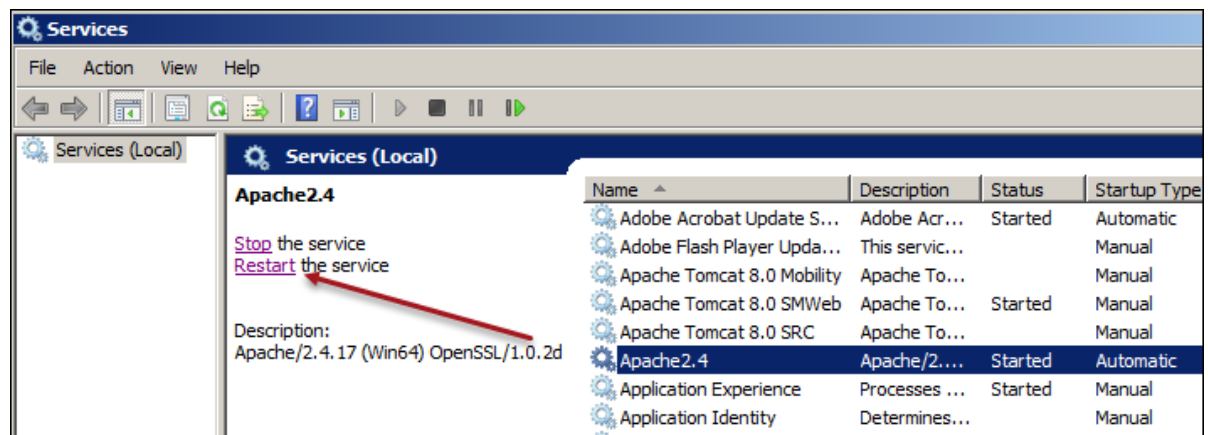 Services
File Action View Help
Services (Local)
Services (Local)
Apache2.4
Stop the service
Restart the service
Description:
Apache/2.4.17 (Win64) OpenSSL/1.0.2d
Name Description Status Startup Type
Adobe Acrobat Update S... Adobe Acr... Started Automatic
Adobe Flash Player Upda... This servic... Manual
Apache Tomcat 8.0 Mobility Apache To... Manual
Apache Tomcat 8.0 SMWeb Apache To... Started Manual
Apache Tomcat 8.0 SRC Apache To... Manual
Apache2.4 Apache/2.... Started Automatic
Application Experience Processes ... Started Manual
Application Identity Determines... Manual